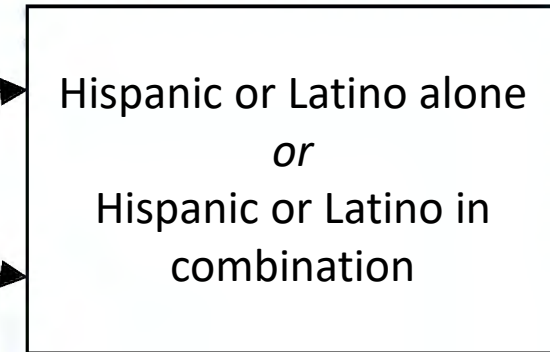 Hispanic or Latino alone
or
Hispanic or Latino in
combination